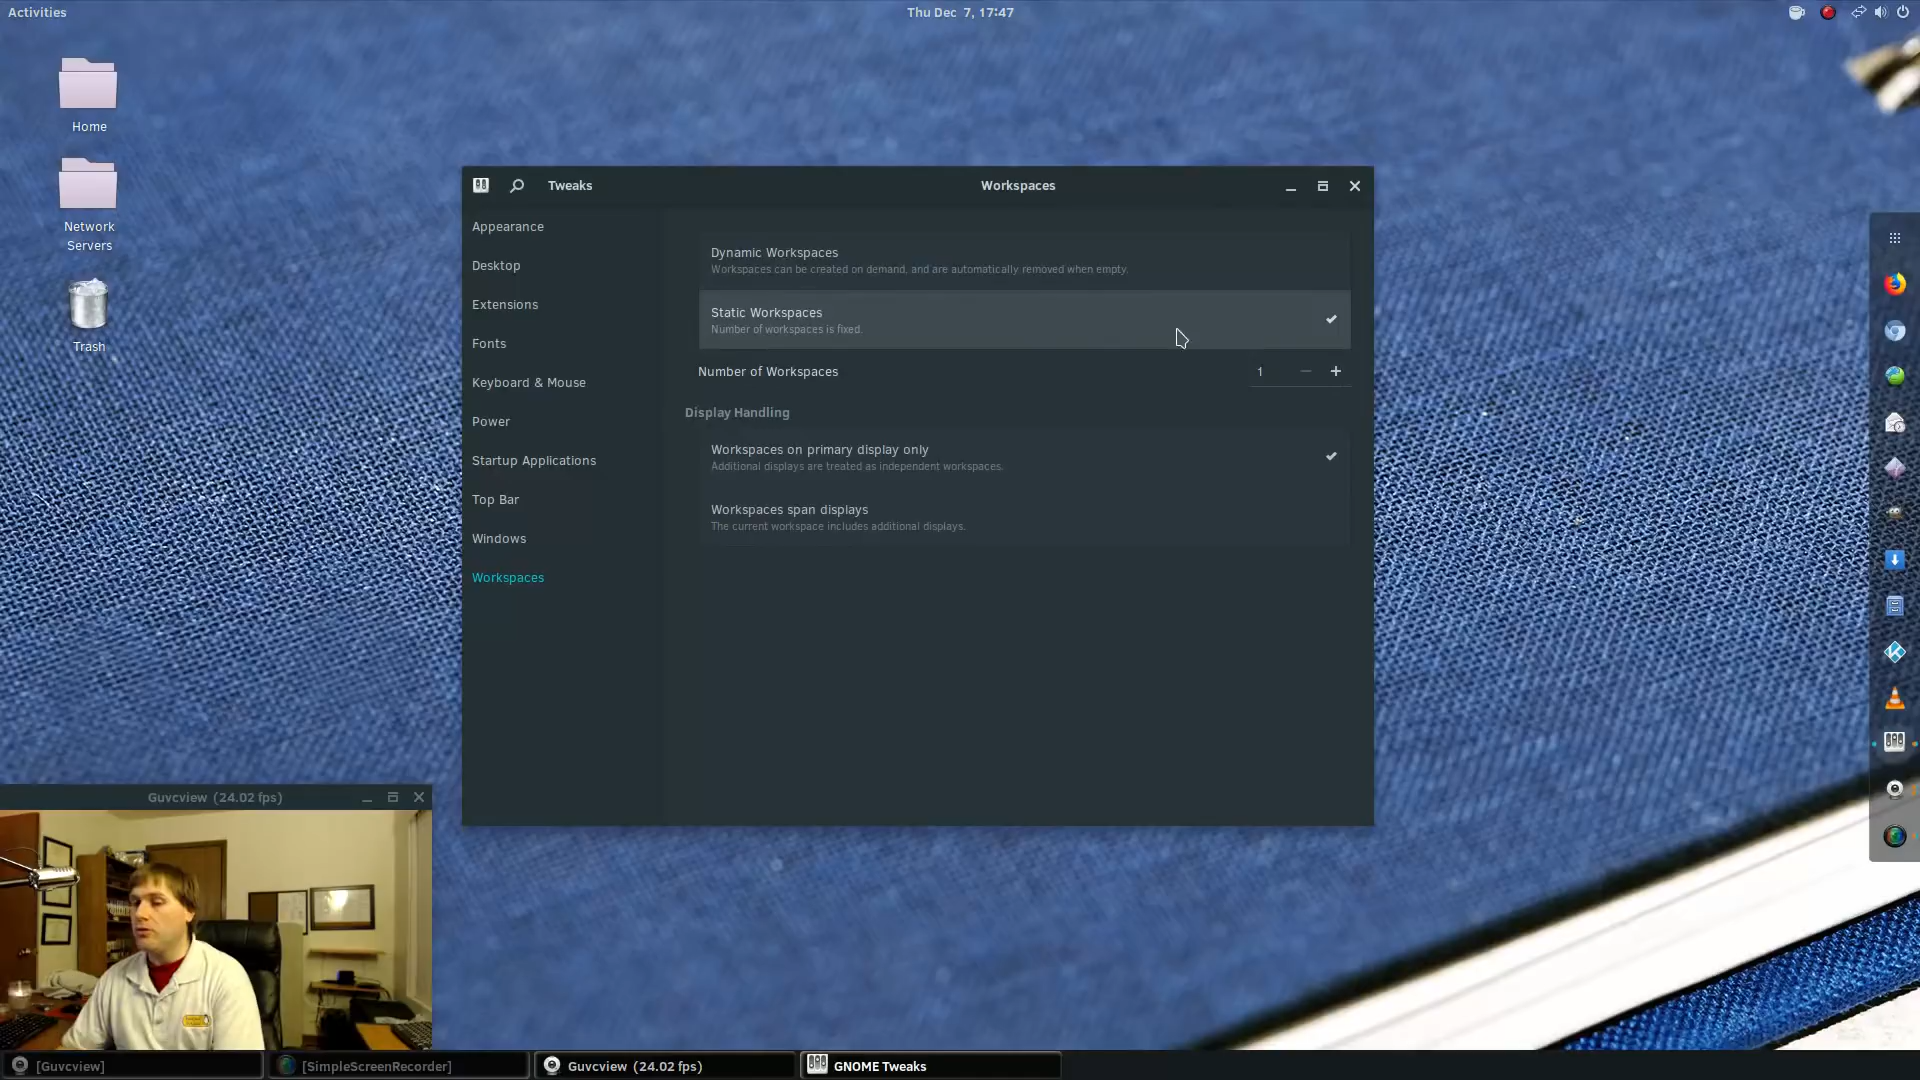 Activities
Thu Dec 7, 17:47
Home
Network
Servers
Trash
Tweaks
Workspaces
Appearance
Desktop
Extensions
Fonts
Keyboard & Mouse
Power
Startup Applications
Top Bar
Windows
Workspaces
Dynamic Workspaces
Workspaces can be created on demand, and are automatically removed when empty.
Static Workspaces
Number of workspaces is fixed.
Number of Workspaces
1
Display Handling
Workspaces on primary display only
Additional displays are treated as independent workspaces.
Workspaces span displays
The current workspace includes additional displays.
Guvcview (24.02 fps)
[Guvcview]
[SimpleScreenRecorder]
Guvcview (24.02 fps)
GNOME Tweaks